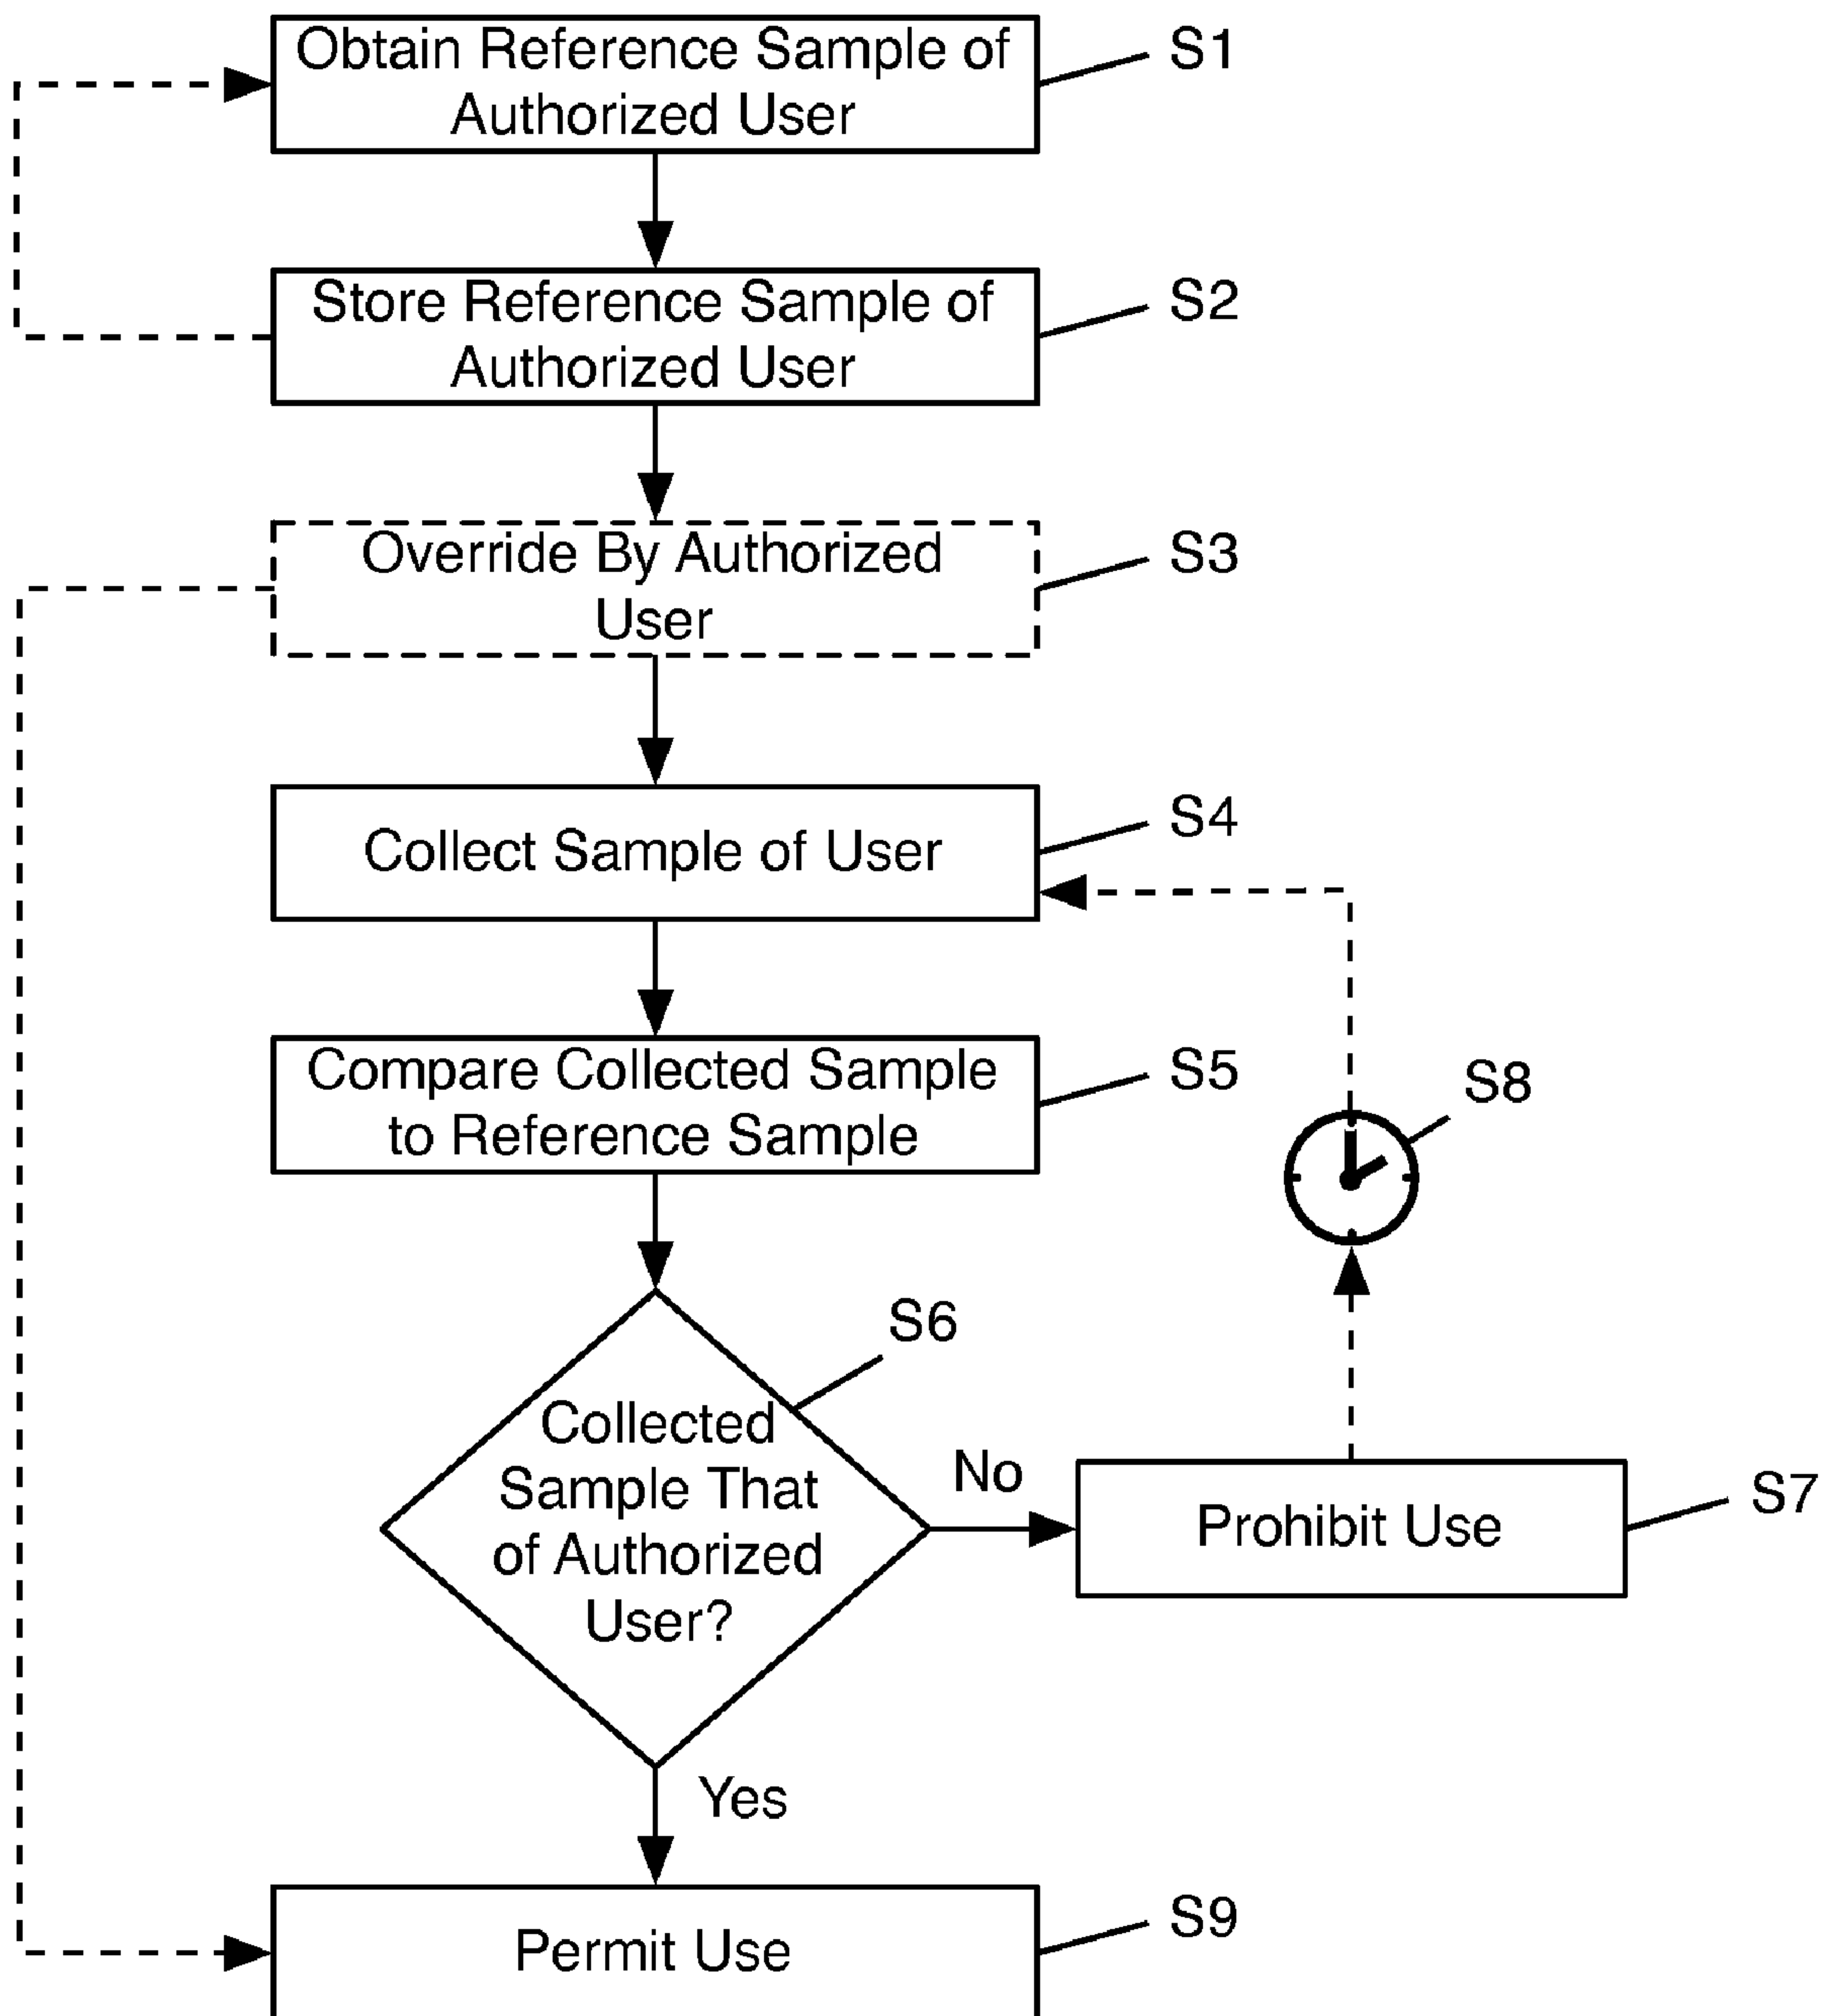 Obtain Reference Sample of
Authorized User
S1
Store Reference Sample of
Authorized User
S2
Override By Authorized
User
S3
Collect Sample of User
S4
Compare Collected Sample
to Reference Sample
S5
S8
S6
Collected
Sample That
of Authorized
User?
No
Prohibit Use
S7
Yes
Permit Use
S9